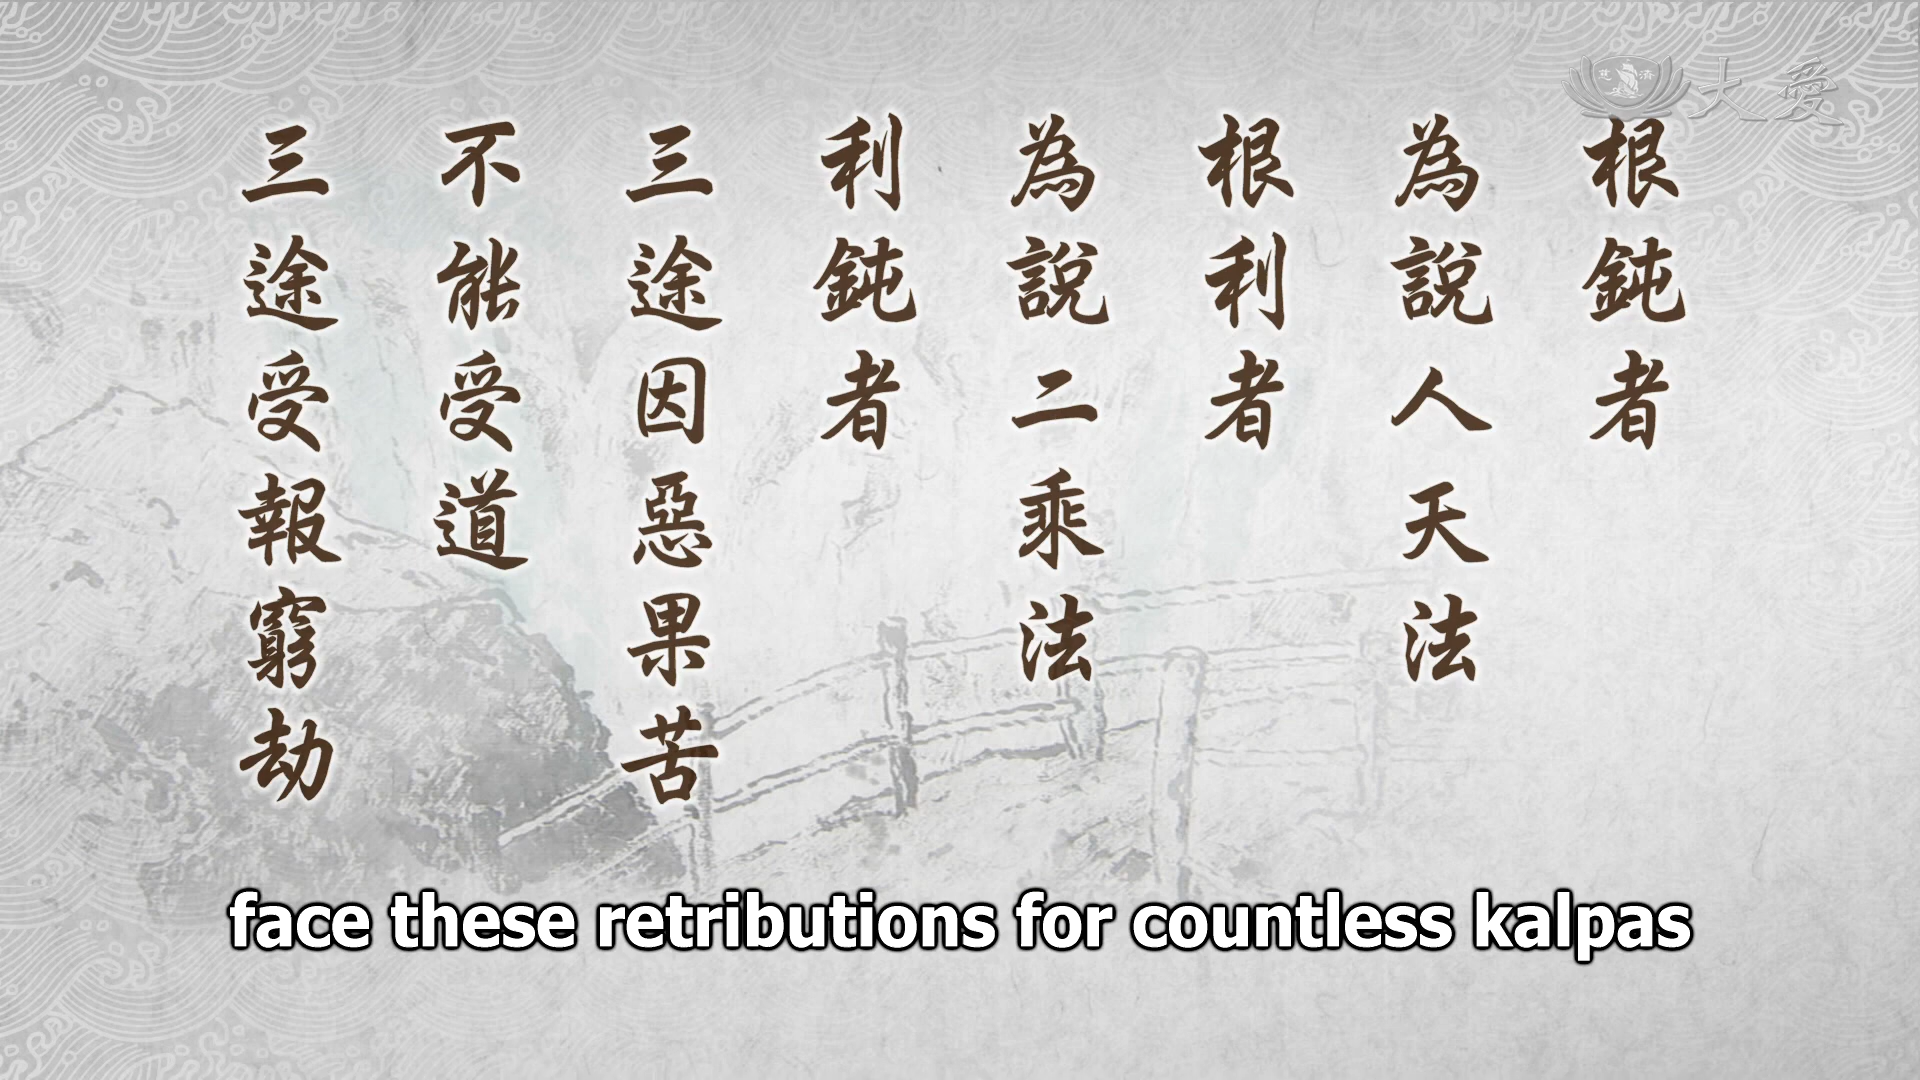 慈濟 大愛
根鈍者
為說人天法
根利者
為說二乘法
利鈍者
三途因惡果苦
不能受道
三途受報窮劫
face these retributions for countless kalpas